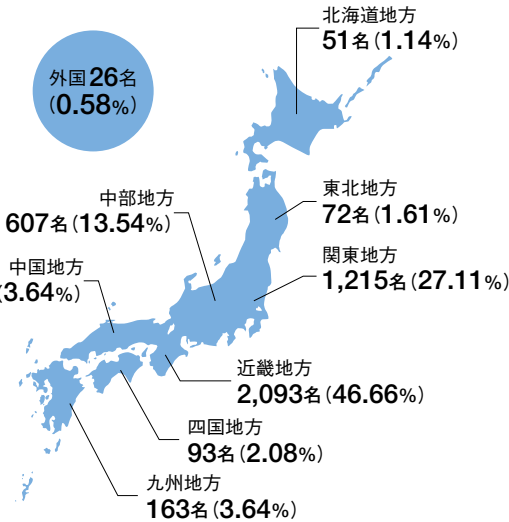 北海道地方
51名(1.14%)
外国26名
(0.58%)
東北地方
72名(1.61%)
中部地方
607名(13.54%)
関東地方
1,215名(27.11%)
中国地方
(3.64%)
近畿地方
2,093名(46.66%)
四国地方
93名(2.08%)
九州地方
163名(3.64%)